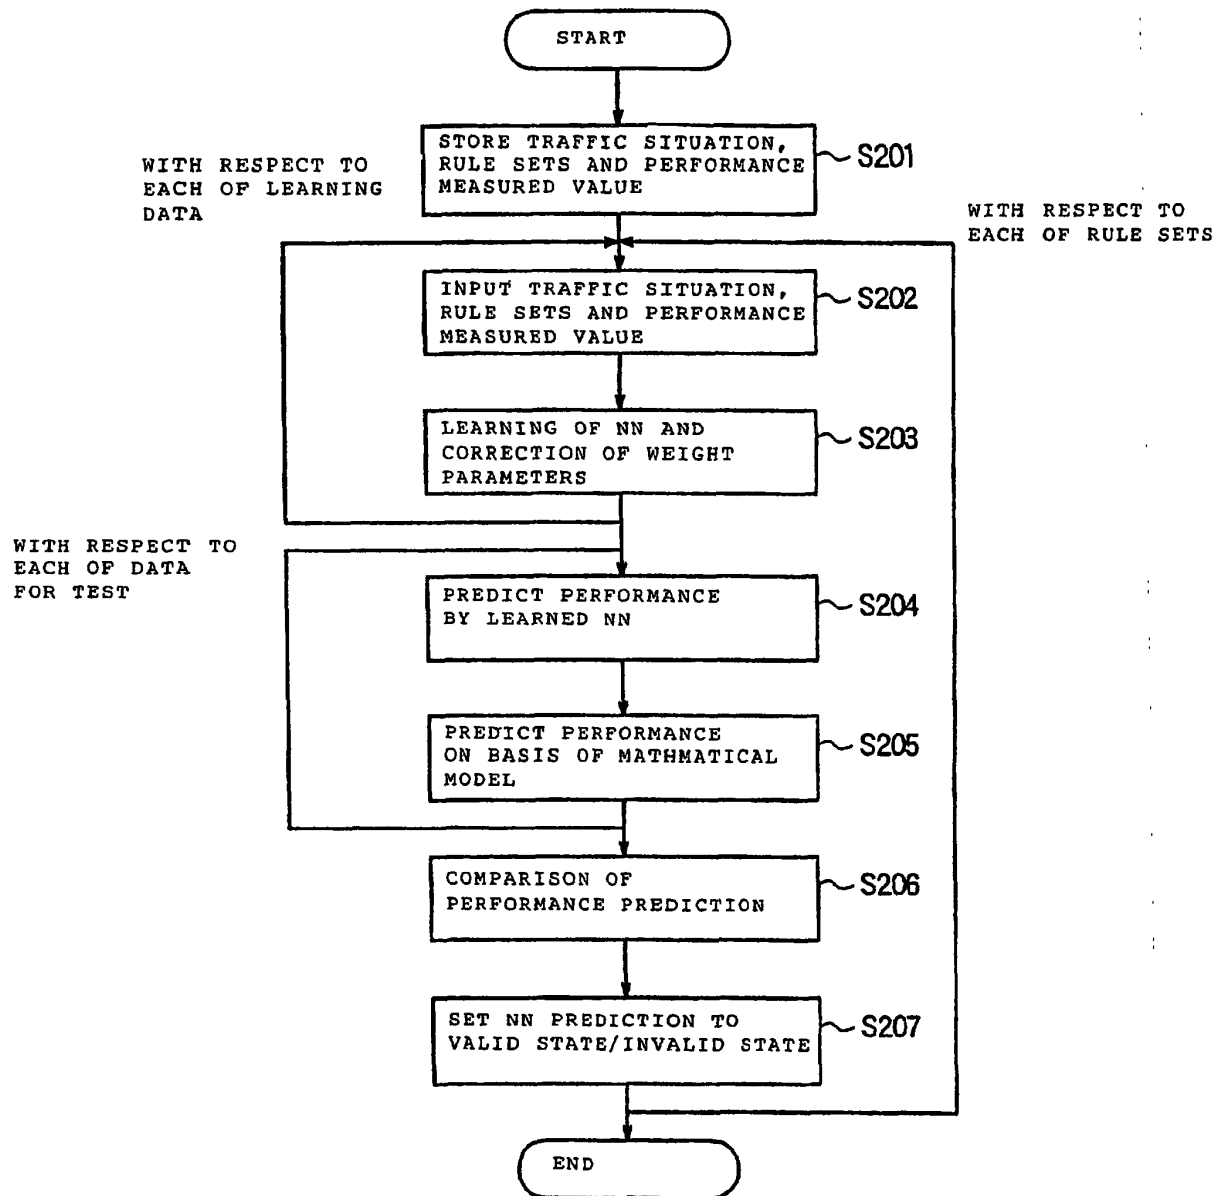 START
STORE TRAFFIC SITUATION,
RULE SETS AND PERFORMANCE
MEASURED VALUE
S201
WITH RESPECT TO
EACH OF LEARNING
DATA
WITH RESPECT TO
EACH OF RULE SETS
INPUT TRAFFIC SITUATION,
RULE SETS AND PERFORMANCE
MEASURED VALUE
S202
LEARNING OF NN AND
CORRECTION OF WEIGHT
PARAMETERS
S203
WITH RESPECT TO
EACH OF DATA
FOR TEST
PREDICT PERFORMANCE
BY LEARNED NN
S204
PREDICT PERFORMANCE
ON BASIS OF MATHMATICAL
MODEL
S205
COMPARISON OF
PERFORMANCE PREDICTION
S206
SET NN PREDICTION TO
VALID STATE/INVALID STATE
S207
END